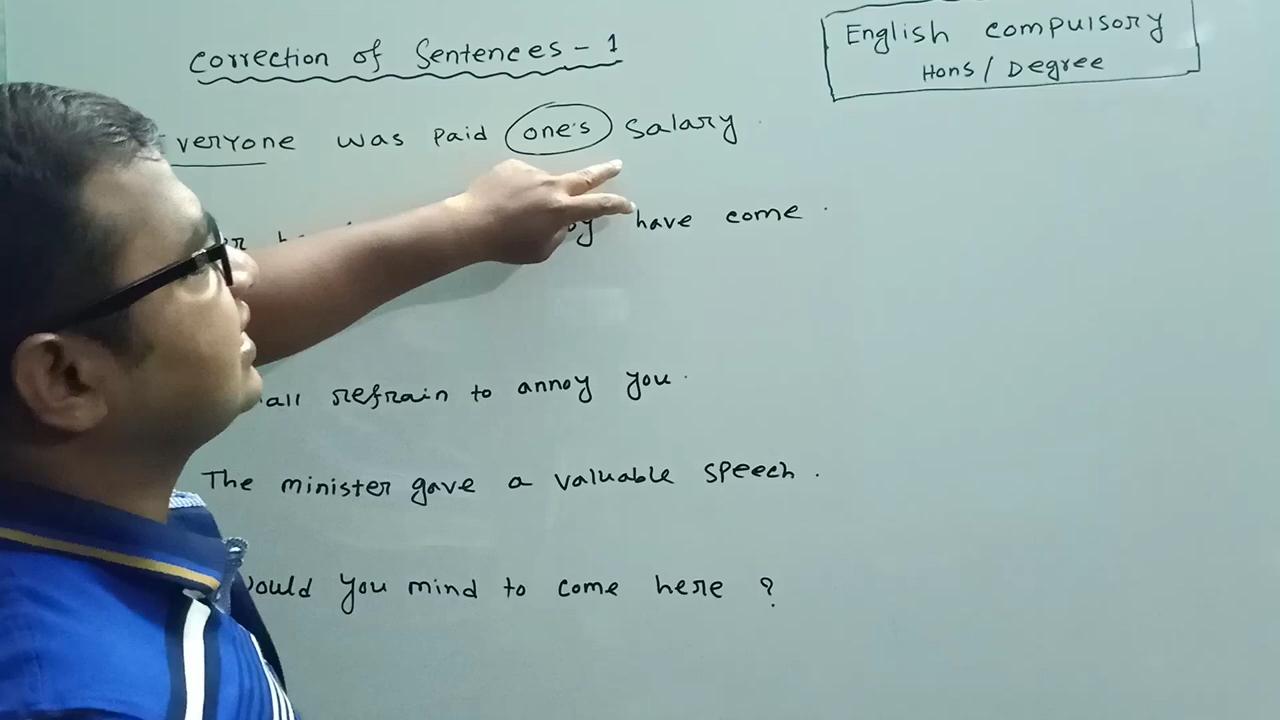 Correction of Sentences - 1
English compulsory
Hons / Degree
veryone was paid one's salary
have come .
all refrain to annoy you .
The minister gave a valuable speech .
ould you mind to come here ?